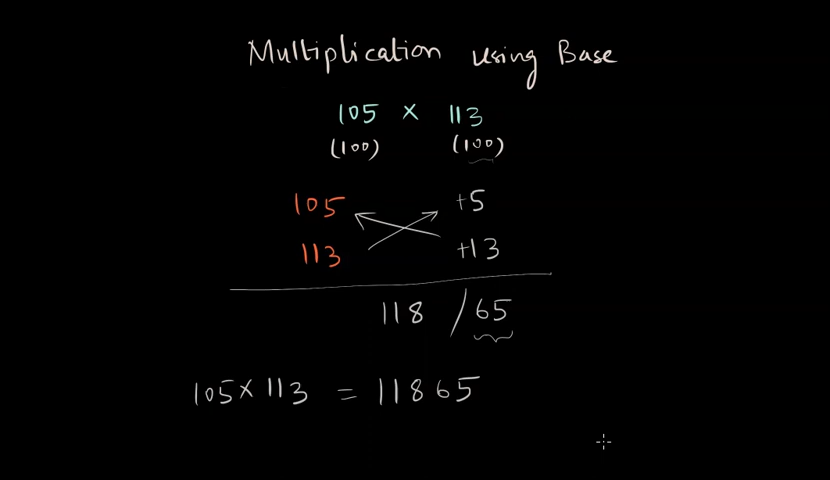 Multiplication using Base
105 × 113
(100) (100)
105 +5
113 +13
118 / 65
105 × 113 = 11865